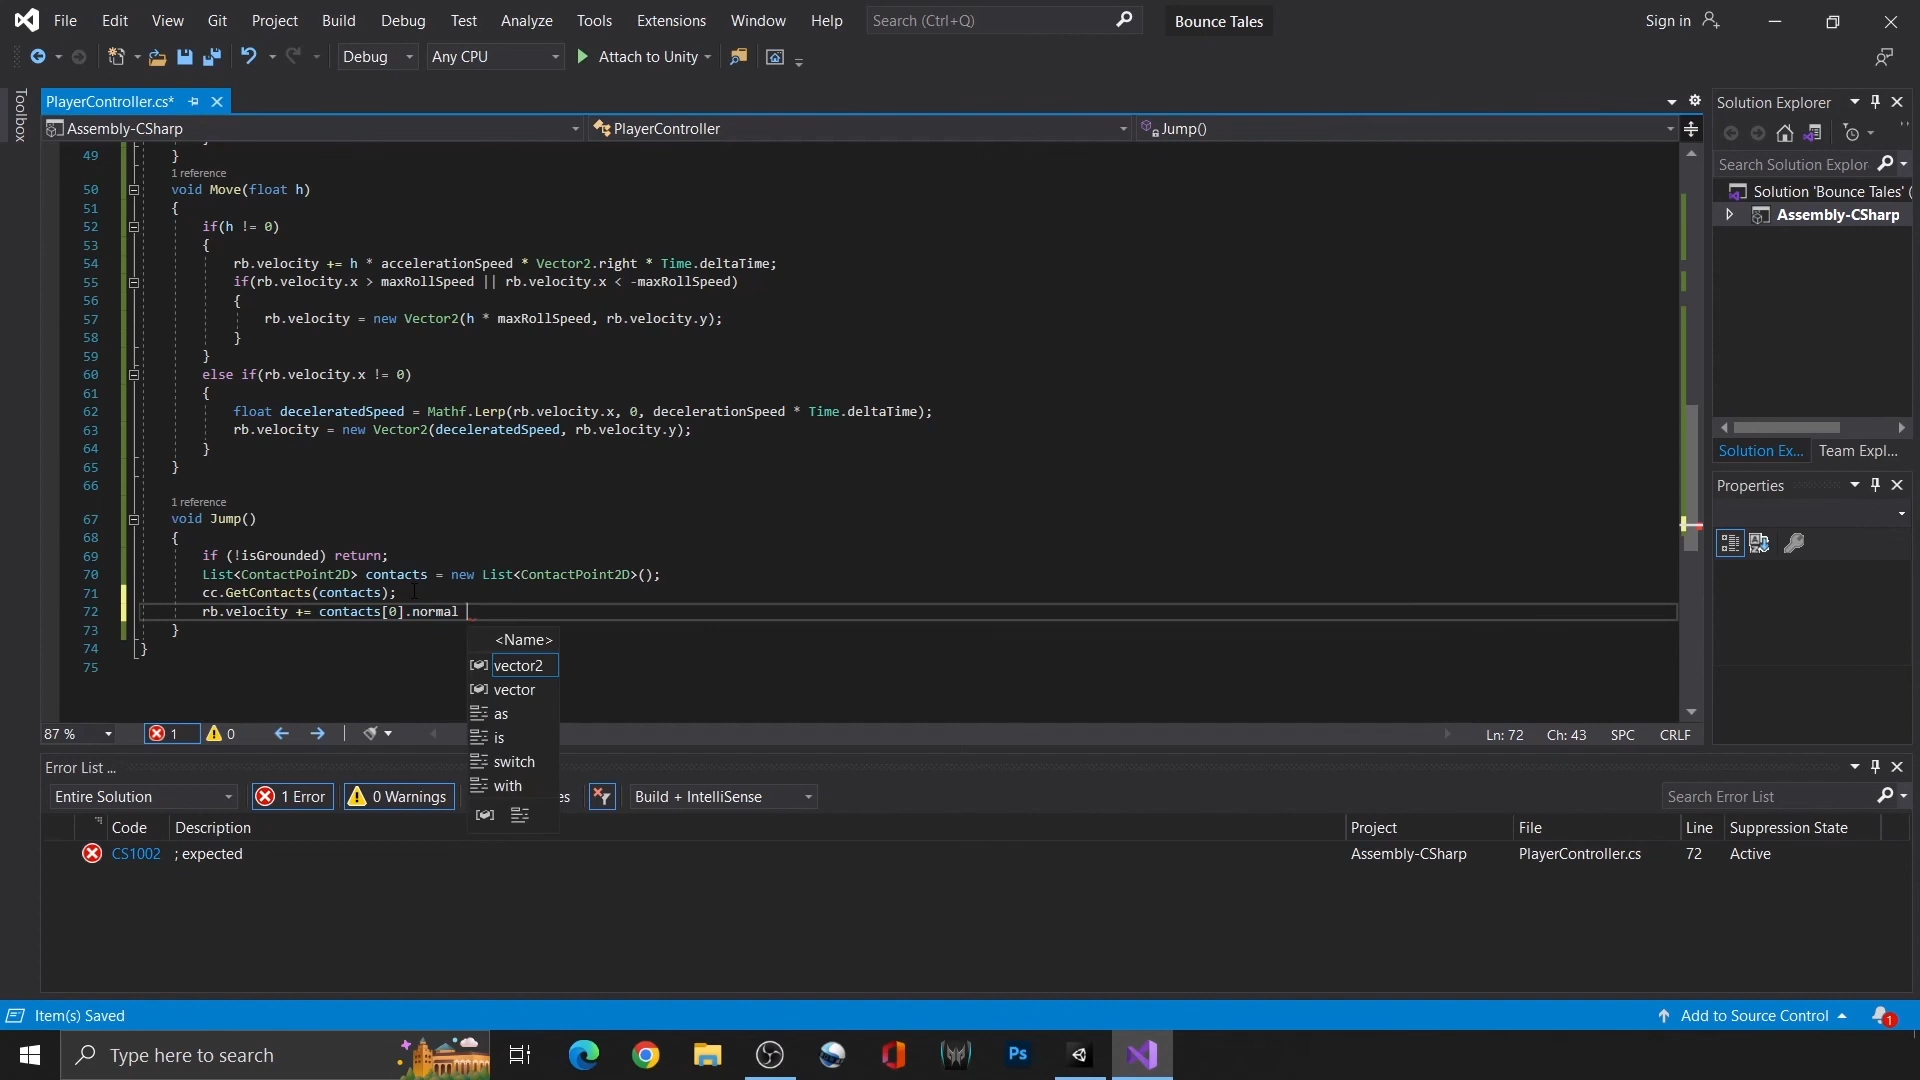 File Edit View Git Project Build Debug Test Analyze Tools Extensions Window Help Search (Ctrl+Q) Bounce Tales Sign in
Debug Any CPU Attach to Unity
Toolbox
PlayerController.cs*
Assembly-CSharp PlayerController Jump()
49 }
1 reference
50 void Move(float h)
51 {
52 if(h != 0)
53 {
54 rb.velocity += h * accelerationSpeed * Vector2.right * Time.deltaTime;
55 if(rb.velocity.x > maxRollSpeed || rb.velocity.x < -maxRollSpeed)
56 {
57 rb.velocity = new Vector2(h * maxRollSpeed, rb.velocity.y);
58 }
59 }
60 else if(rb.velocity.x != 0)
61 {
62 float deceleratedSpeed = Mathf.Lerp(rb.velocity.x, 0, decelerationSpeed * Time.deltaTime);
63 rb.velocity = new Vector2(deceleratedSpeed, rb.velocity.y);
64 }
65 }
66
1 reference
67 void Jump()
68 {
69 if (!isGrounded) return;
70 List<ContactPoint2D> contacts = new List<ContactPoint2D>();
71 cc.GetContacts(contacts);
72 rb.velocity += contacts[0].normal
73 }
74 }
75
<Name>
vector2
vector
as
is
switch
with
87 % 1 0 Ln: 72 Ch: 43 SPC CRLF
Solution Explorer
Search Solution Explor
Solution 'Bounce Tales' (
Assembly-CSharp
Solution Ex... Team Expl...
Properties
Error List ...
Entire Solution 1 Error 0 Warnings es Build + IntelliSense Search Error List
Code Description Project File Line Suppression State
CS1002 ; expected Assembly-CSharp PlayerController.cs 72 Active
Item(s) Saved Add to Source Control 1
Type here to search Ps